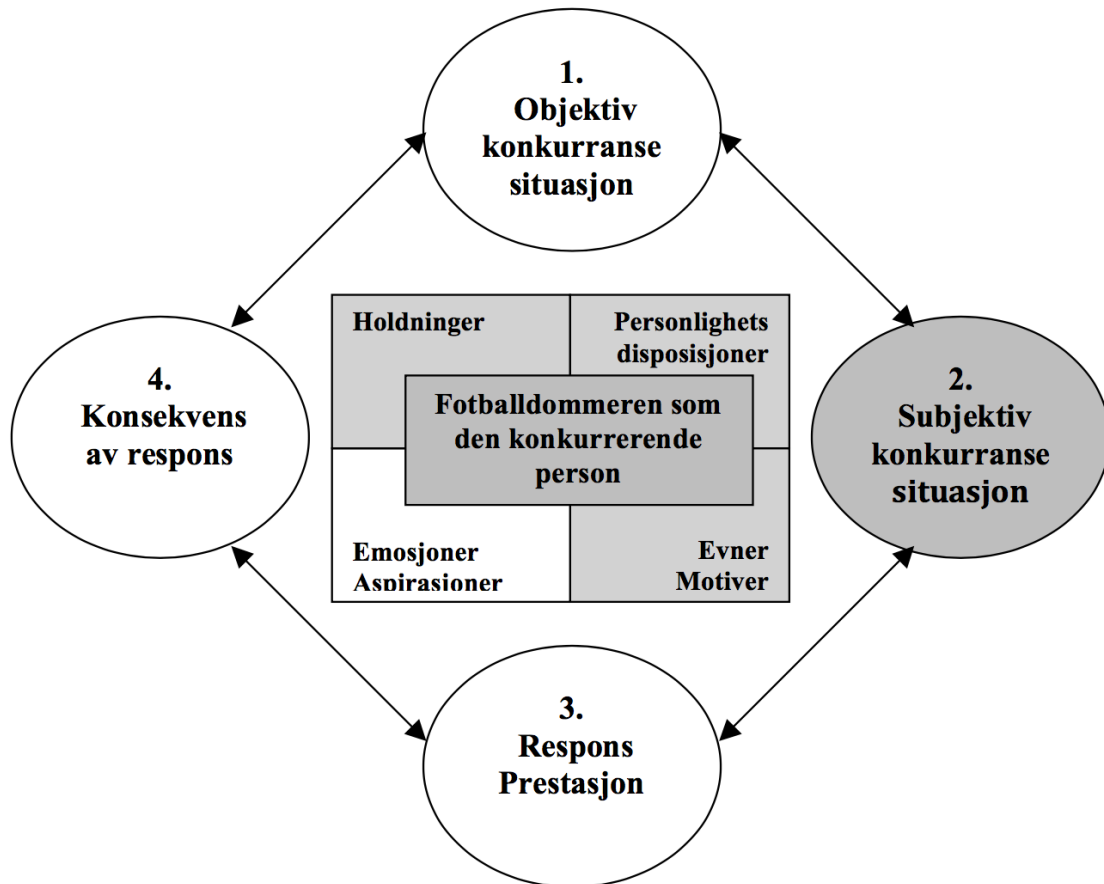 1.
Objektiv
konkurranse
situasjon
Holdninger
Personlighets
disposisjoner
4.
Konsekvens
av respons
Fotballdommeren som
den konkurrerende
person
2.
Subjektiv
konkurranse
situasjon
Emosjoner
Aspirasjoner
Evner
Motiver
3.
Respons
Prestasjon